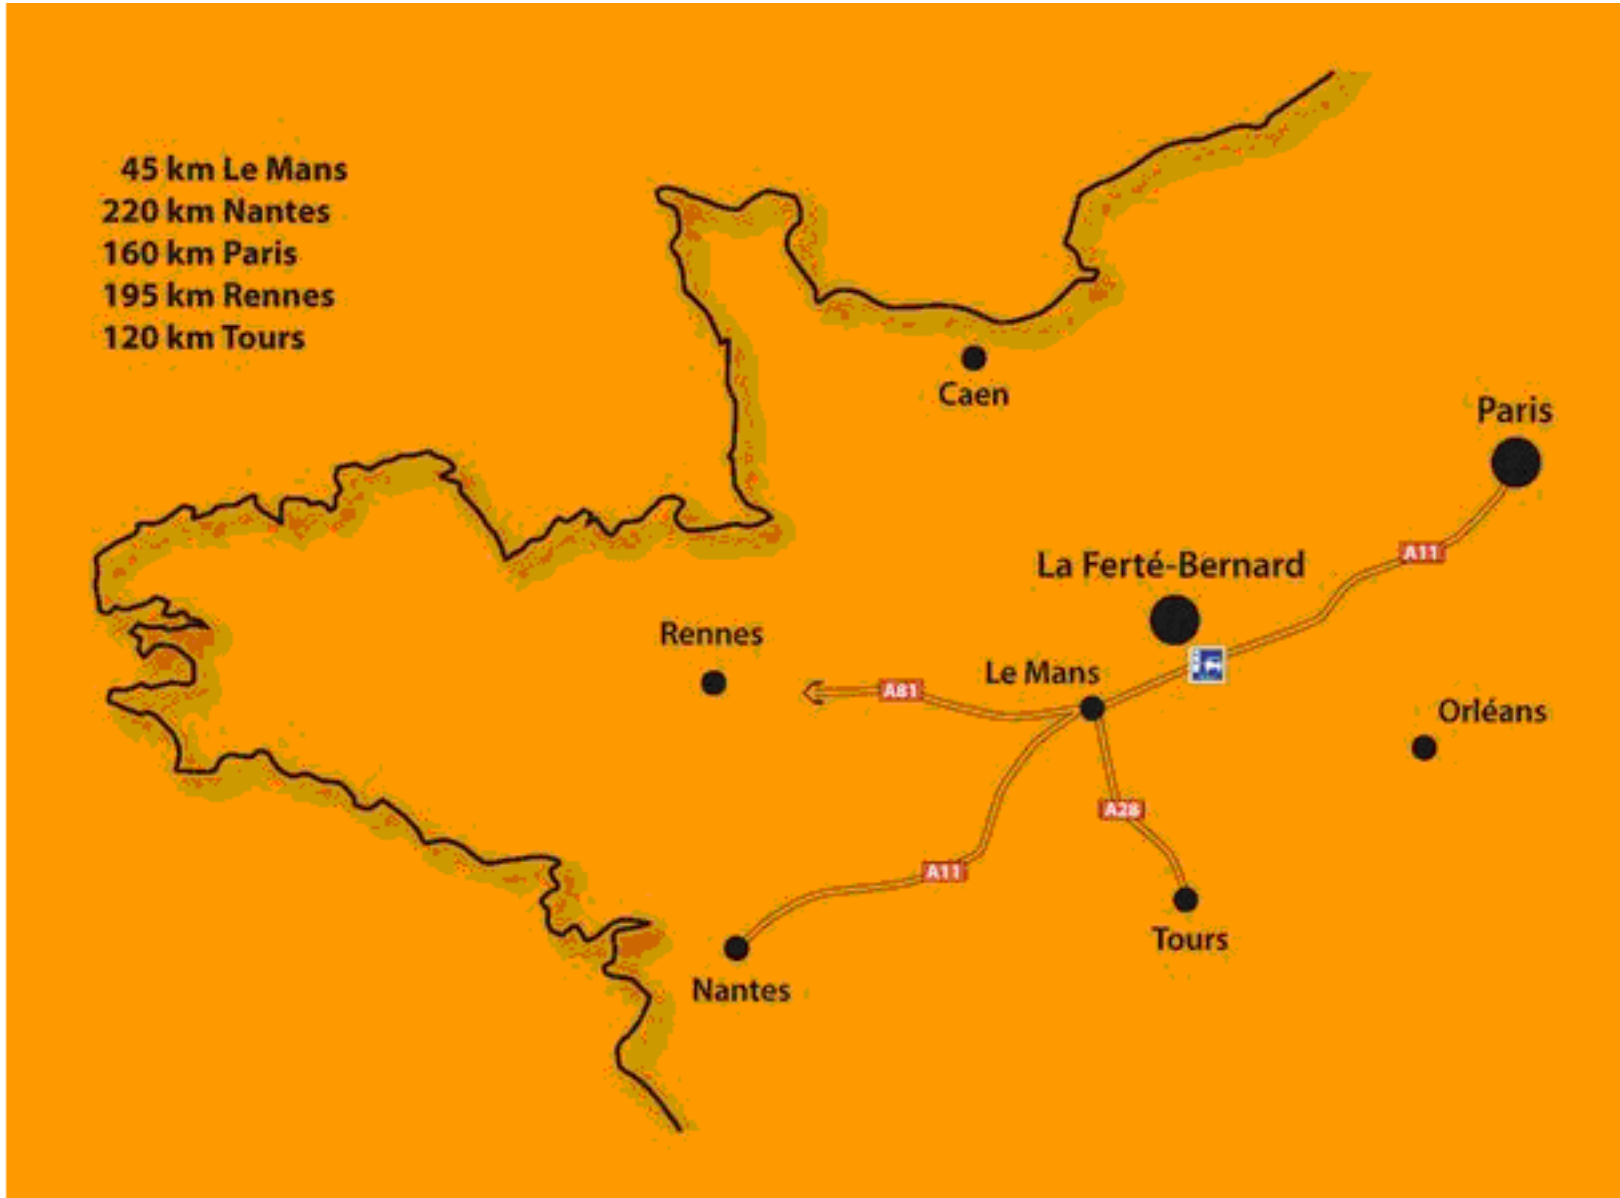 45 km Le Mans
220 km Nantes
160 km Paris
195 km Rennes
120 km Tours
Caen
Paris
A11
La Ferté-Bernard
Rennes
Le Mans
A81
Orléans
A28
A11
Tours
Nantes